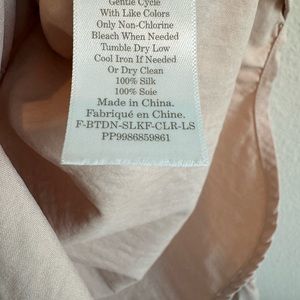 Gentle Cycle
With Like Colors
Only Non-Chlorine
Bleach When Needed
Tumble Dry Low
Cool Iron If Needed
Or Dry Clean
100% Silk
100% Soie
Made in China.
Fabriqué en Chine.
F-BTDN-SLKF-CLR-LS
PP9986859861